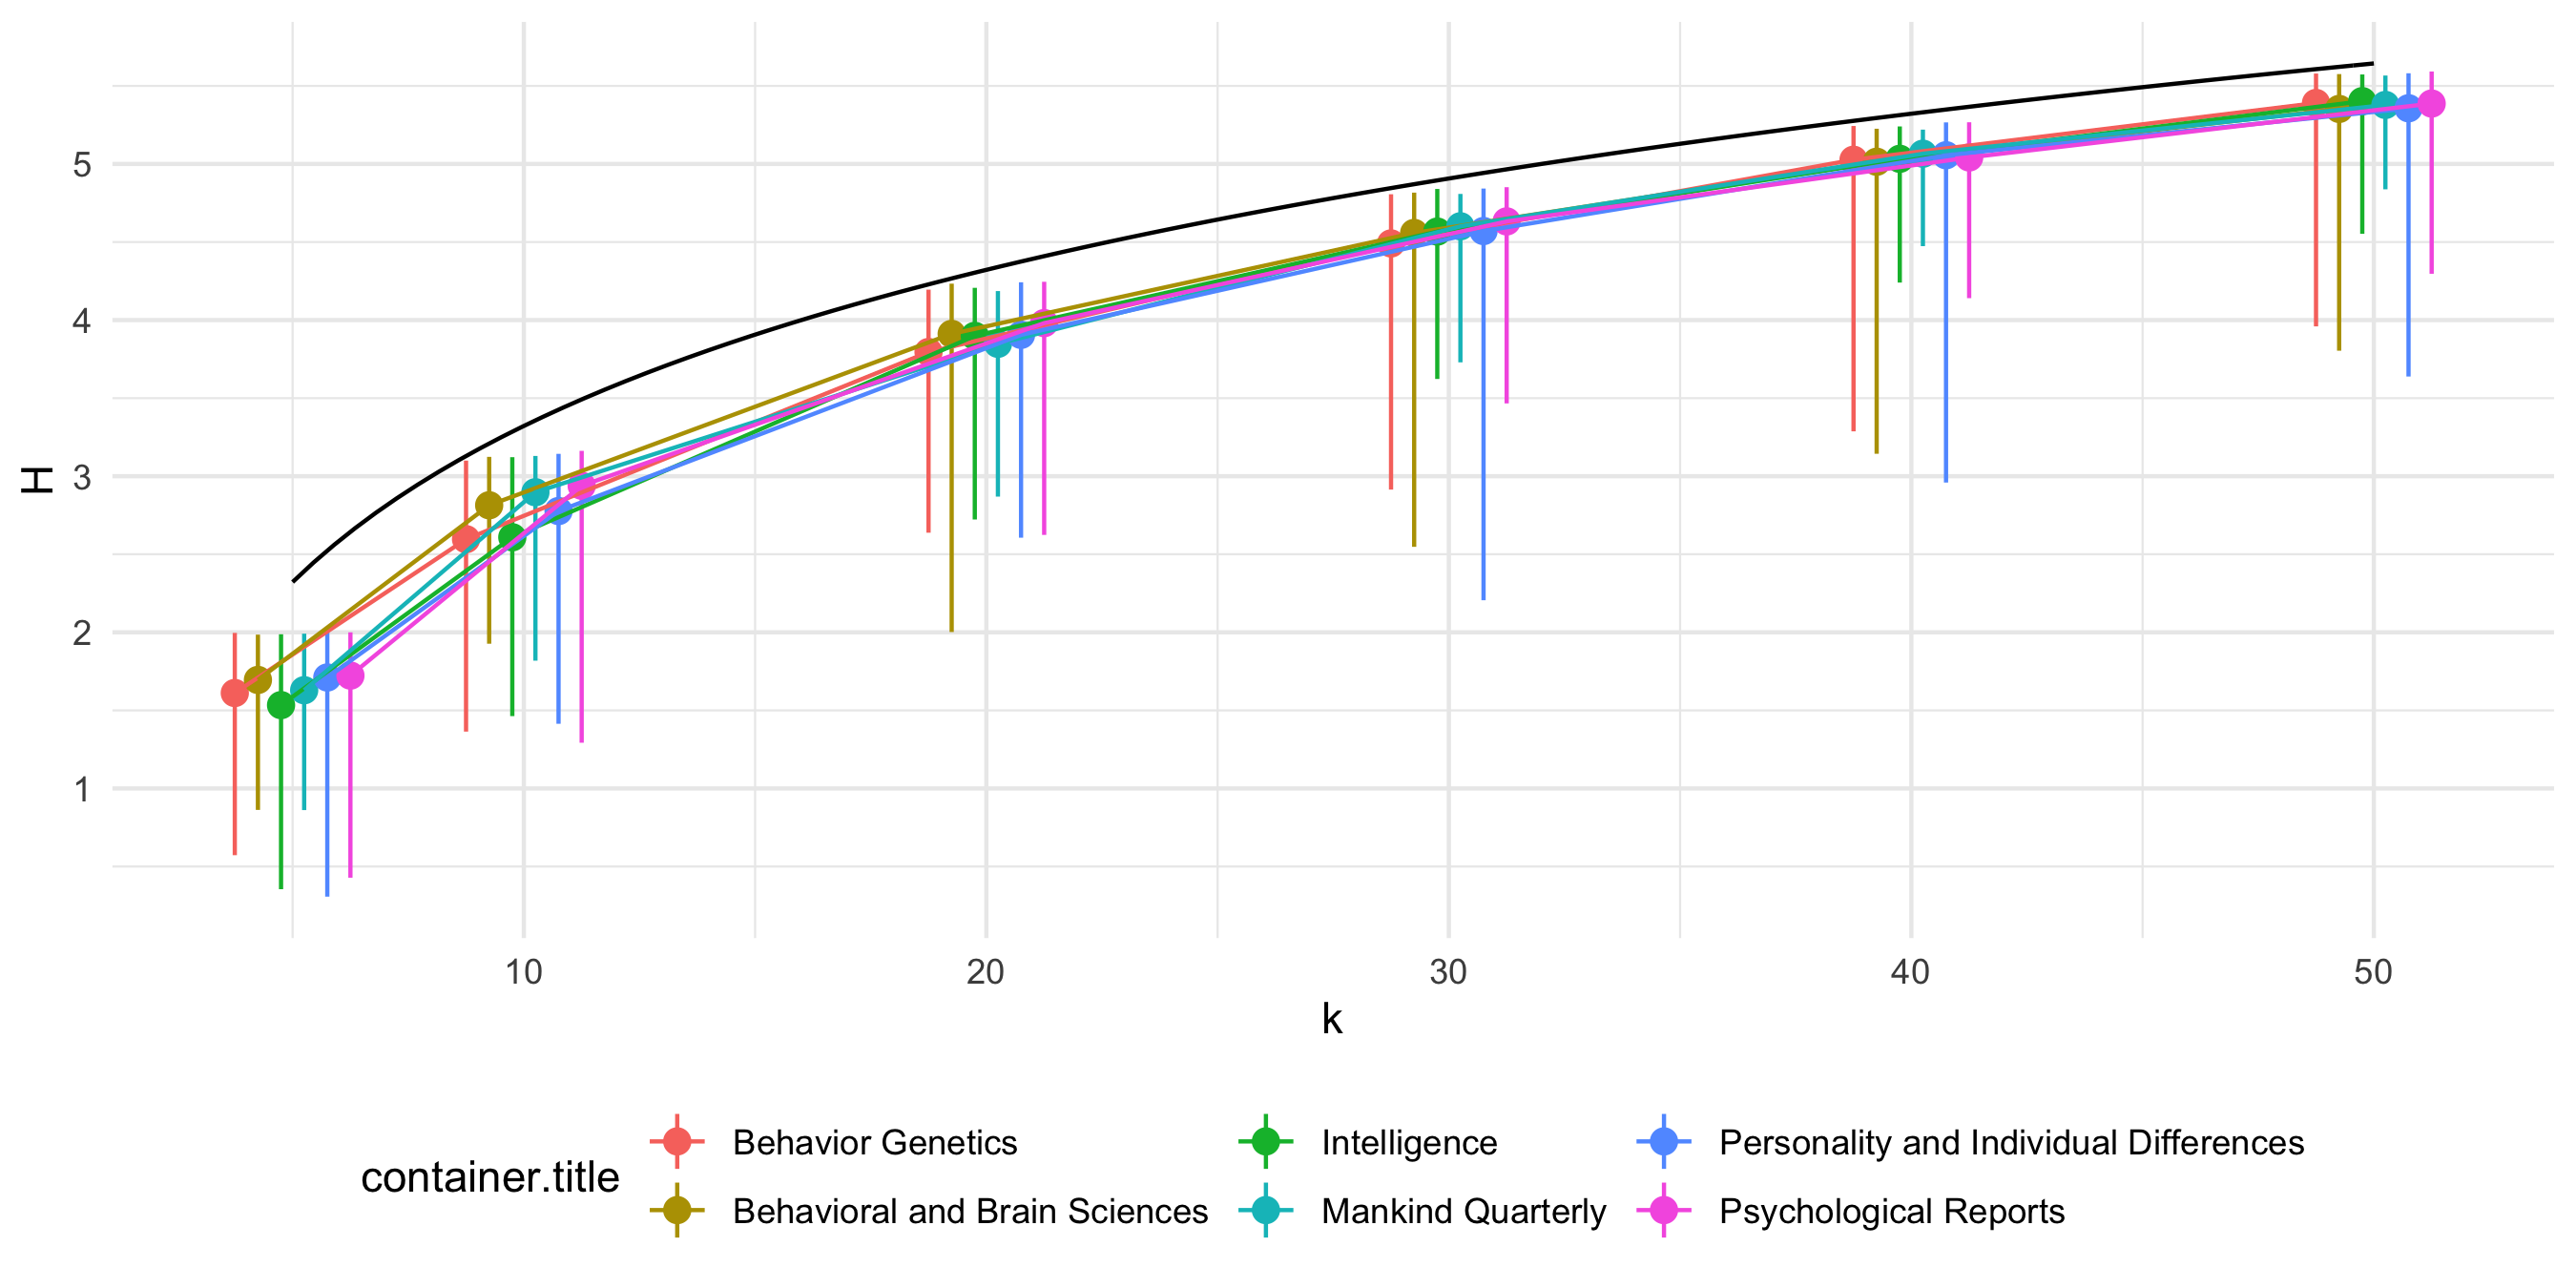 5
4
3
2
1
H
10 20 30 40 50
k
container.title
Behavior Genetics Intelligence Personality and Individual Differences
Behavioral and Brain Sciences Mankind Quarterly Psychological Reports